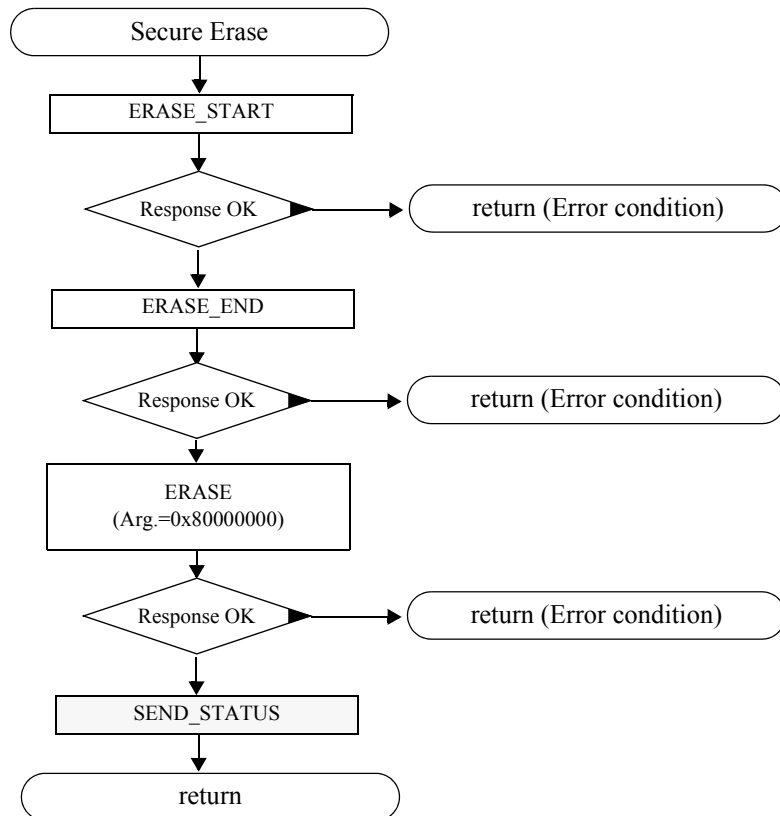 Secure Erase
ERASE_START
Response OK
return (Error condition)
ERASE_END
Response OK
return (Error condition)
ERASE
(Arg.=0x80000000)
Response OK
return (Error condition)
SEND_STATUS
return